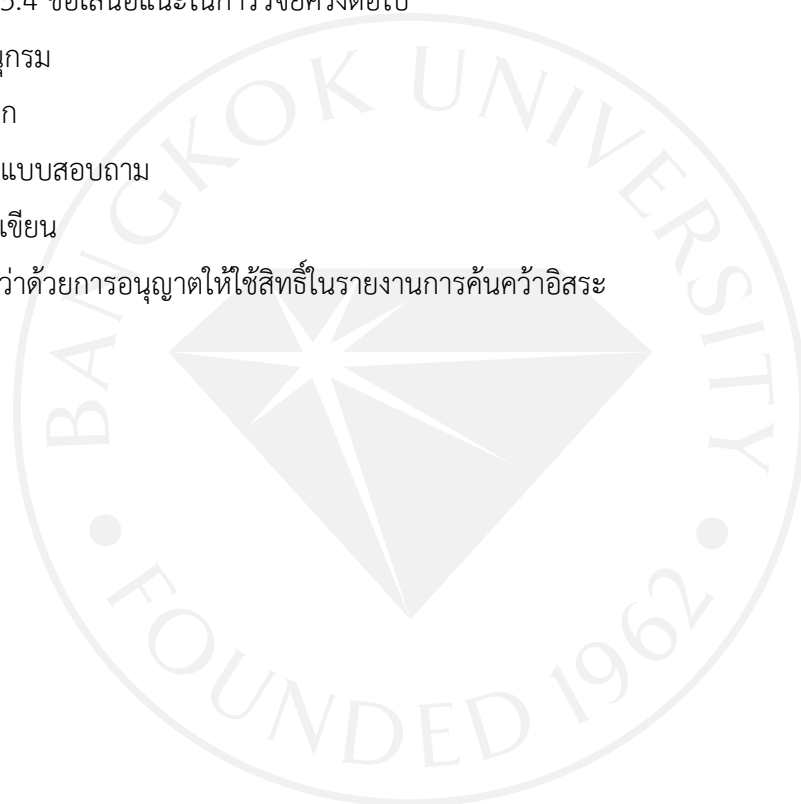 5.4 ข้อเสนอแนะในการวิจัยครั้งต่อไป
นุกรม
ก
แบบสอบถาม
เขียน
ว่าด้วยการอนุญาตให้ใช้สิทธิ์ในรายงานการค้นคว้าอิสระ
BANGKOK UNIVERSITY
• FOUNDED 1962 •